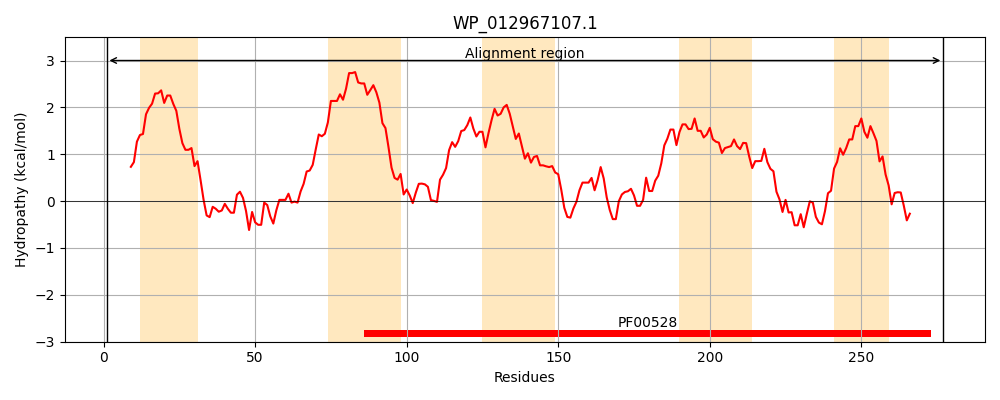 WP_012967107.1
Alignment region
3
2
1
0
−1
−2
−3
Hydropathy (kcal/mol)
PF00528
0
50
100
150
200
250
Residues